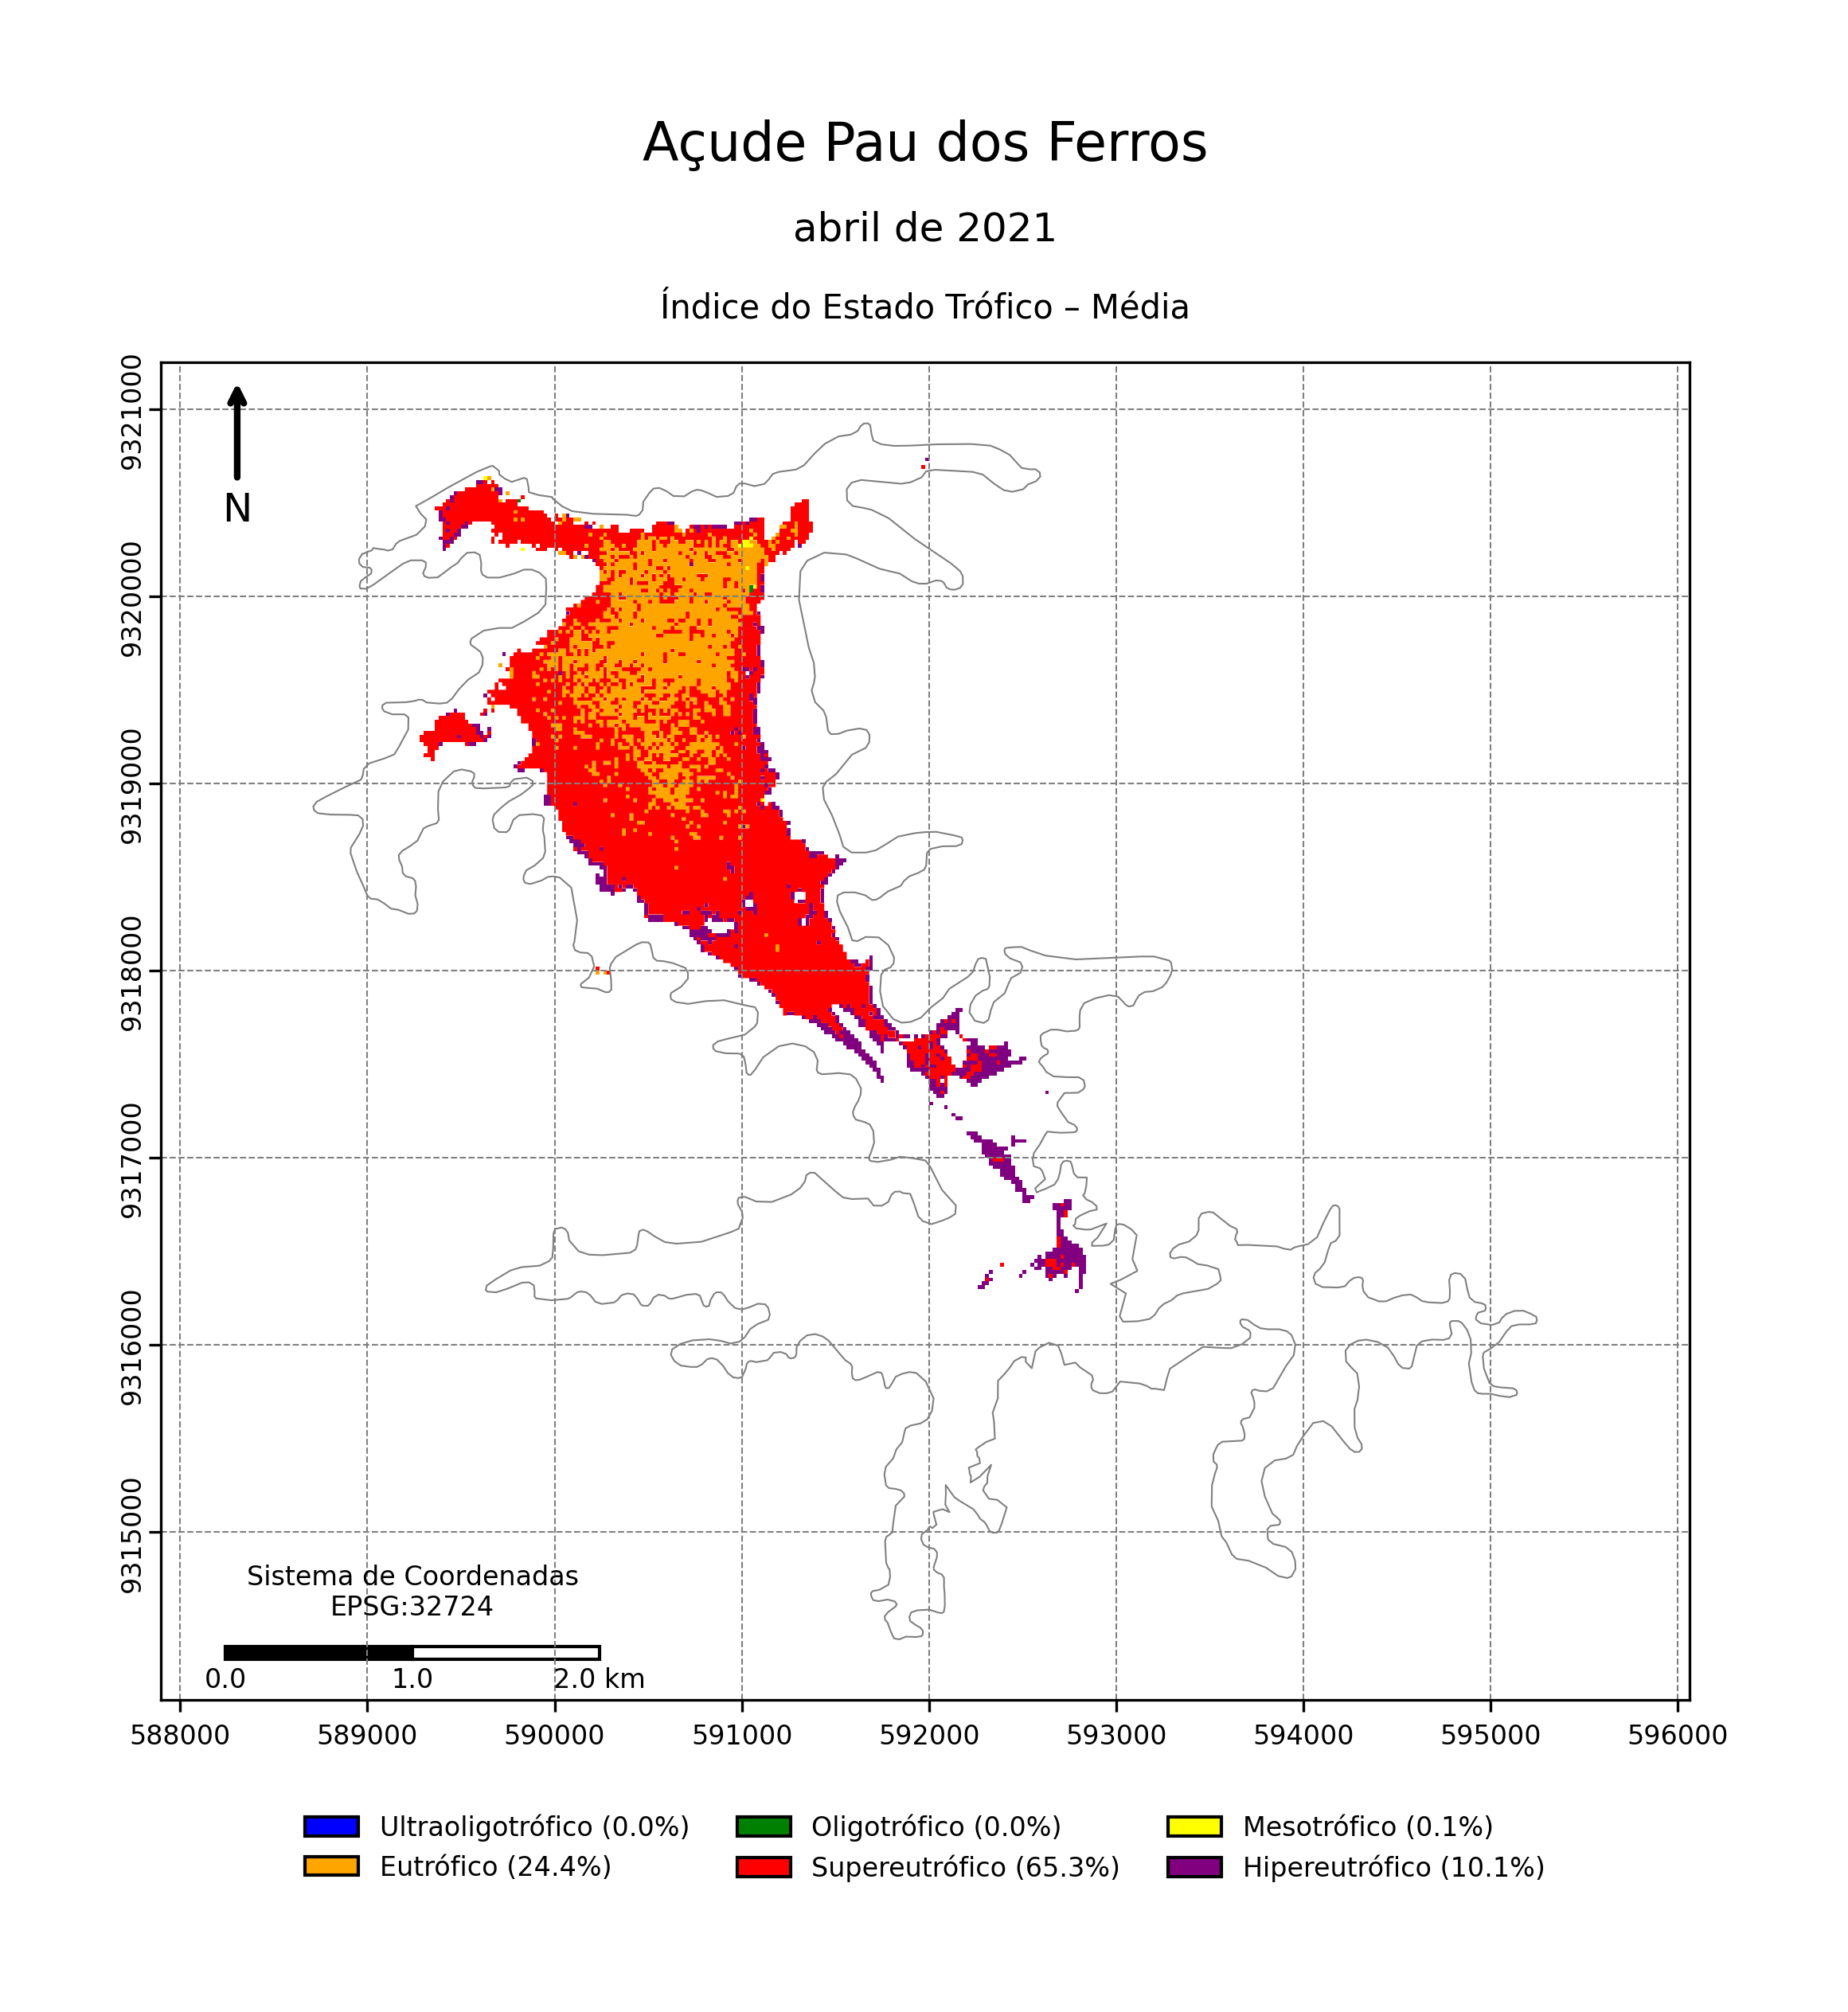 Açude Pau dos Ferros
abril de 2021
Índice do Estado Trófico – Média
9321000
9320000
9319000
9318000
9317000
9316000
9315000
N
Sistema de Coordenadas
EPSG:32724
0.0 1.0 2.0 km
588000 589000 590000 591000 592000 593000 594000 595000 596000
Ultraoligotrófico (0.0%) Oligotrófico (0.0%) Mesotrófico (0.1%)
Eutrófico (24.4%) Supereutrófico (65.3%) Hipereutrófico (10.1%)